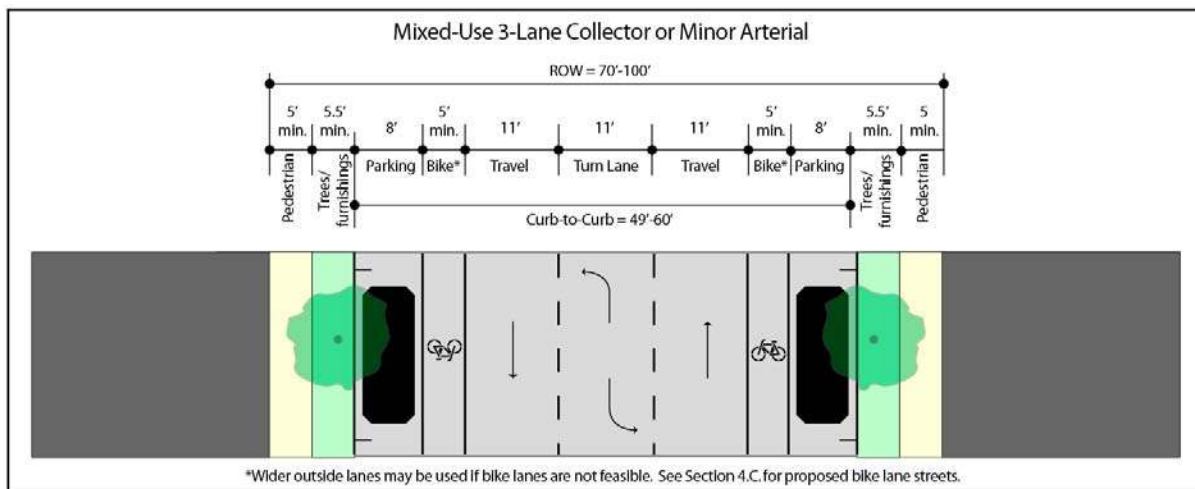 Mixed-Use 3-Lane Collector or Minor Arterial
ROW = 70'-100'
5' min.
5.5' min.
8'
5' min.
11'
11'
11'
5' min.
8'
5.5' min.
5 min.
Pedestrian
Trees/
furnishings
Parking
Bike*
Travel
Turn Lane
Travel
Bike*
Parking
Trees/
furnishings
Pedestrian
Curb-to-Curb = 49'-60'
*Wider outside lanes may be used if bike lanes are not feasible. See Section 4.C. for proposed bike lane streets.